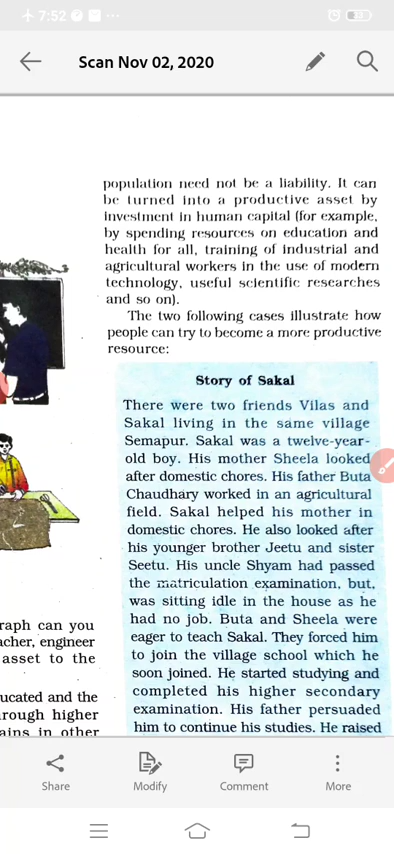 7:52
Scan Nov 02, 2020
population need not be a liability. It can
be turned into a productive asset by
investment in human capital (for example,
by spending resources on education and
health for all, training of industrial and
agricultural workers in the use of modern
technology, useful scientific researches
and so on).
The two following cases illustrate how
people can try to become a more productive
resource:
Story of Sakal
There were two friends Vilas and
Sakal living in the same village
Semapur. Sakal was a twelve-year-
old boy. His mother Sheela looked
after domestic chores. His father Buta
Chaudhary worked in an agricultural
field. Sakal helped his mother in
domestic chores. He also looked after
his younger brother Jeetu and sister
Seetu. His uncle Shyam had passed
the matriculation examination, but,
was sitting idle in the house as he
had no job. Buta and Sheela were
eager to teach Sakal. They forced him
to join the village school which he
soon joined. He started studying and
completed his higher secondary
examination. His father persuaded
him to continue his studies. He raised
raph can you
acher, engineer
asset to the
ucated and the
rough higher
ains in other
Share
Modify
Comment
More